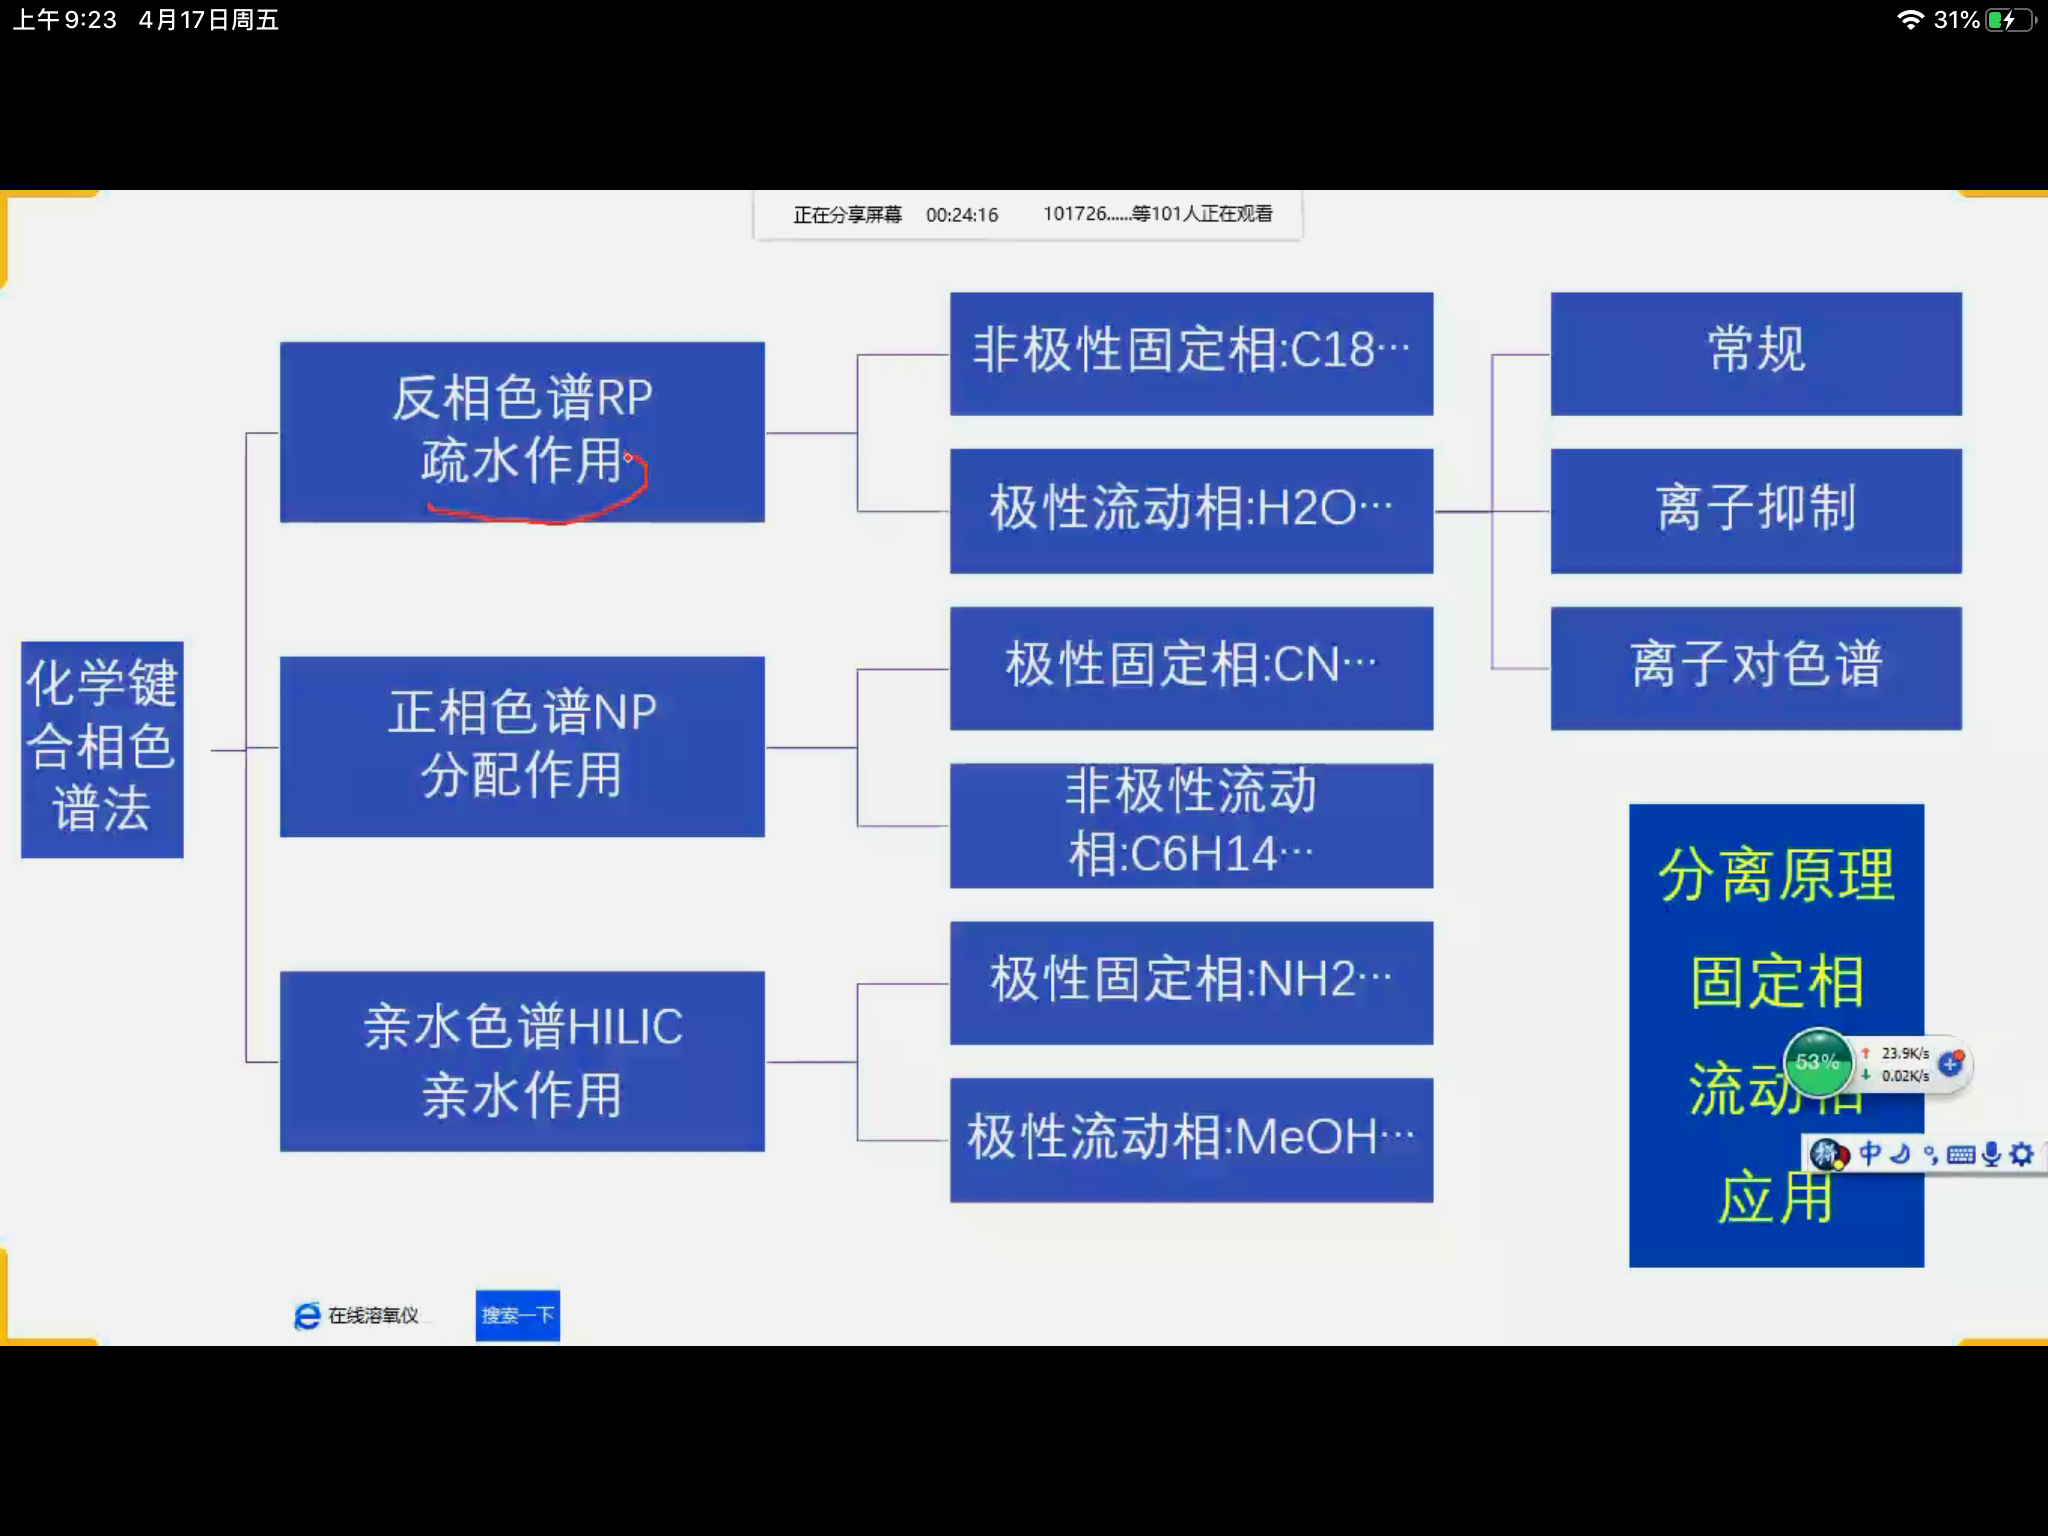 上午9:23 4月17日周五
31%
正在分享屏幕 00:24:16 101726......等101人正在观看
化学键
合相色
谱法
反相色谱RP
疏水作用
非极性固定相:C18…
极性流动相:H2O…
常规
离子抑制
离子对色谱
正相色谱NP
分配作用
极性固定相:CN…
非极性流动
相:C6H14…
亲水色谱HILIC
亲水作用
极性固定相:NH2…
极性流动相:MeOH…
分离原理
固定相
流动相
应用
53%
23.9K/s
0.02K/s
拼 中
在线溶氧仪
搜索一下